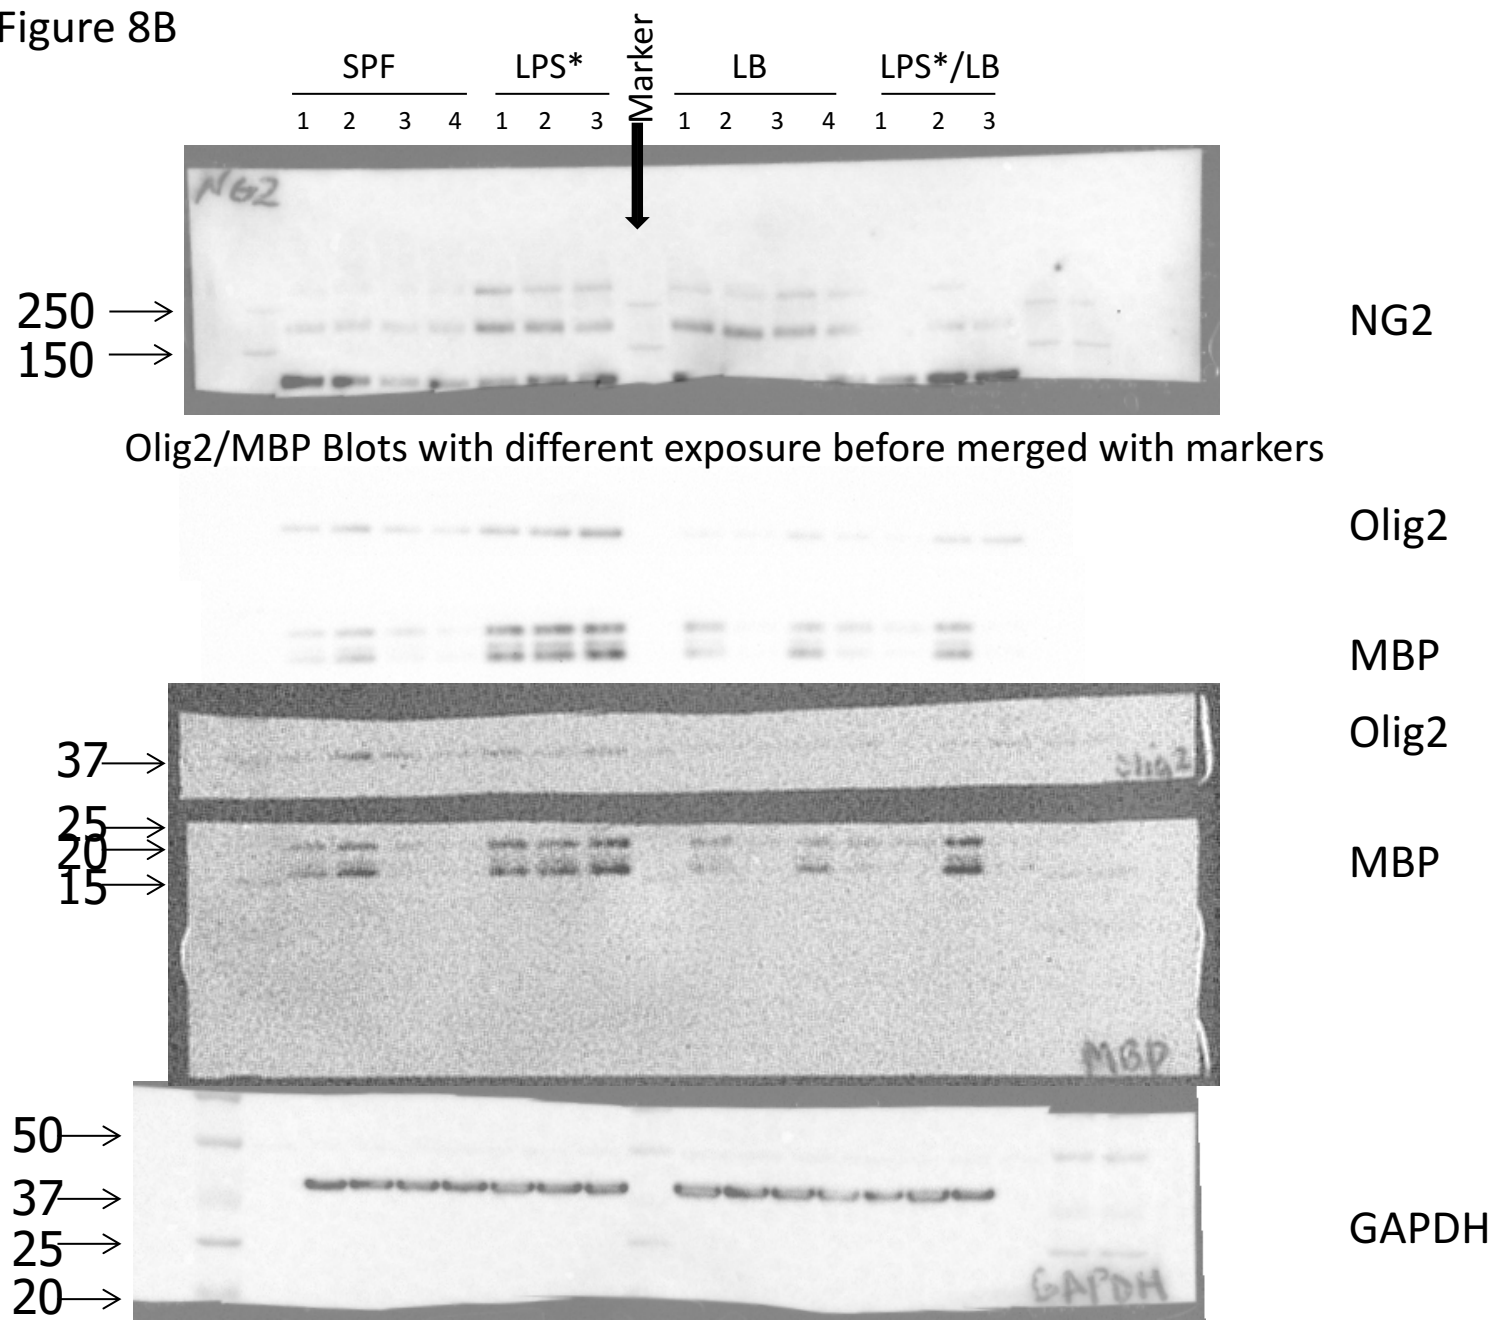 Figure 8B
SPF LPS* Marker LB LPS*/LB
1 2 3 4 1 2 3 1 2 3 4 1 2 3
NG2
250
150
NG2
Olig2/MBP Blots with different exposure before merged with markers
Olig2
MBP
Olig2
37
Olig2
25
20
15
MBP
MBP
50
37
25
20
GAPDH
GAPDH